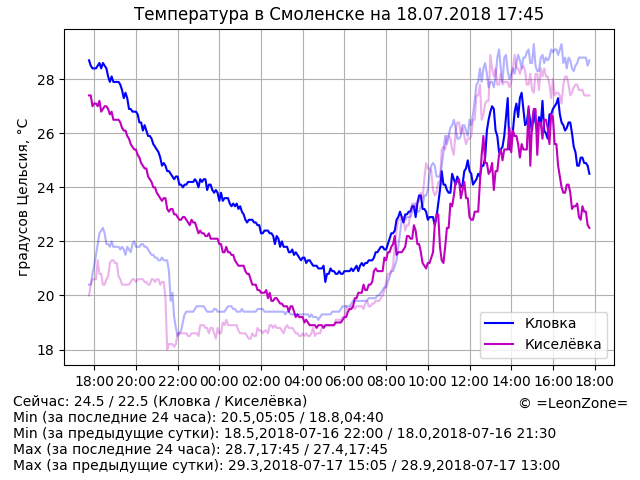 Температура в Смоленске на 18.07.2018 17:45
градусов Цельсия, °C
28
26
24
22
20
18
Кловка
Киселёвка
18:00 20:00 22:00 00:00 02:00 04:00 06:00 08:00 10:00 12:00 14:00 16:00 18:00
Сейчас: 24.5 / 22.5 (Кловка / Киселёвка)
© =LeonZone=
Min (за последние 24 часа): 20.5,05:05 / 18.8,04:40
Min (за предыдущие сутки): 18.5,2018-07-16 22:00 / 18.0,2018-07-16 21:30
Max (за последние 24 часа): 28.7,17:45 / 27.4,17:45
Max (за предыдущие сутки): 29.3,2018-07-17 15:05 / 28.9,2018-07-17 13:00